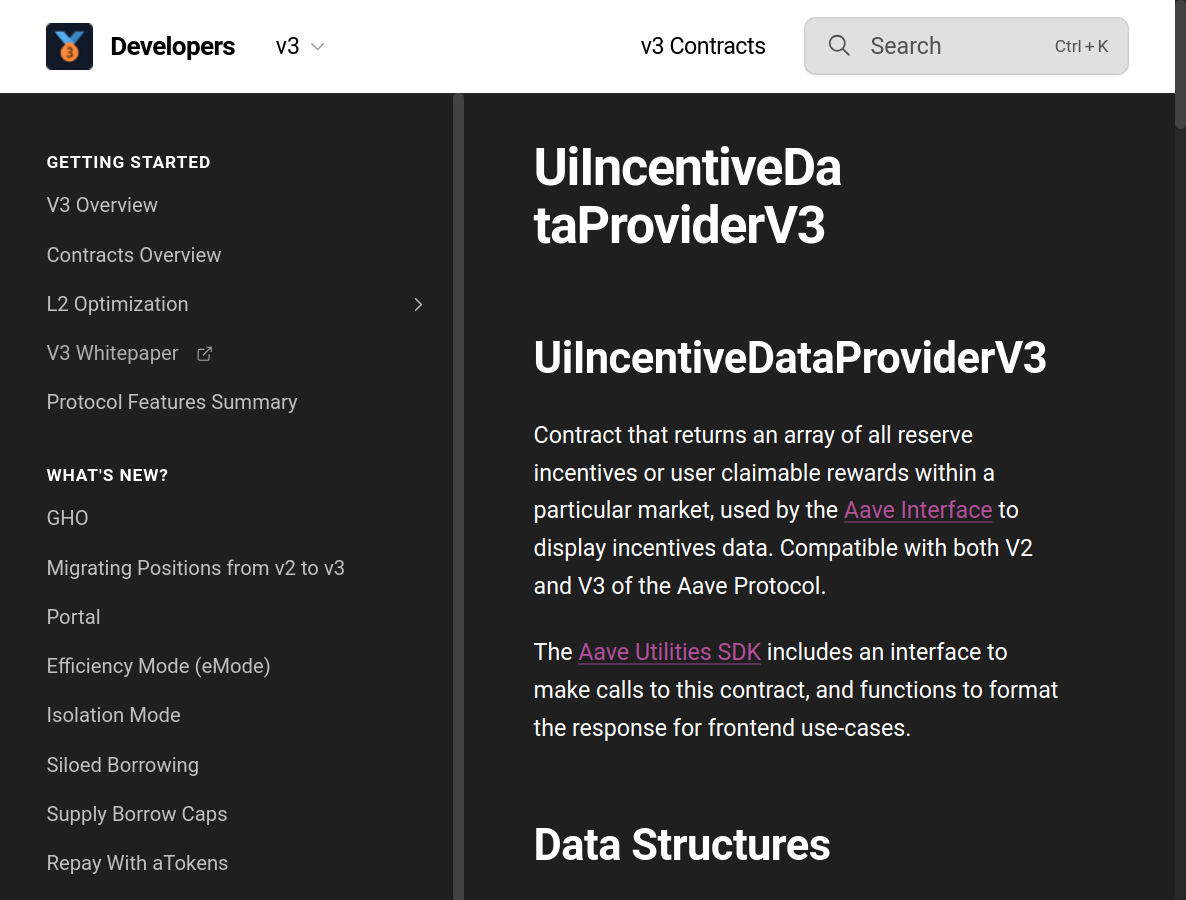 Developers
v3
v3 Contracts
Search
Ctrl + K
GETTING STARTED
V3 Overview
Contracts Overview
L2 Optimization
V3 Whitepaper
Protocol Features Summary
WHAT'S NEW?
GHO
Migrating Positions from v2 to v3
Portal
Efficiency Mode (eMode)
Isolation Mode
Siloed Borrowing
Supply Borrow Caps
Repay With aTokens
UiIncentiveDa
taProviderV3
UiIncentiveDataProviderV3
Contract that returns an array of all reserve
incentives or user claimable rewards within a
particular market, used by the Aave Interface to
display incentives data. Compatible with both V2
and V3 of the Aave Protocol.
The Aave Utilities SDK includes an interface to
make calls to this contract, and functions to format
the response for frontend use-cases.
Data Structures